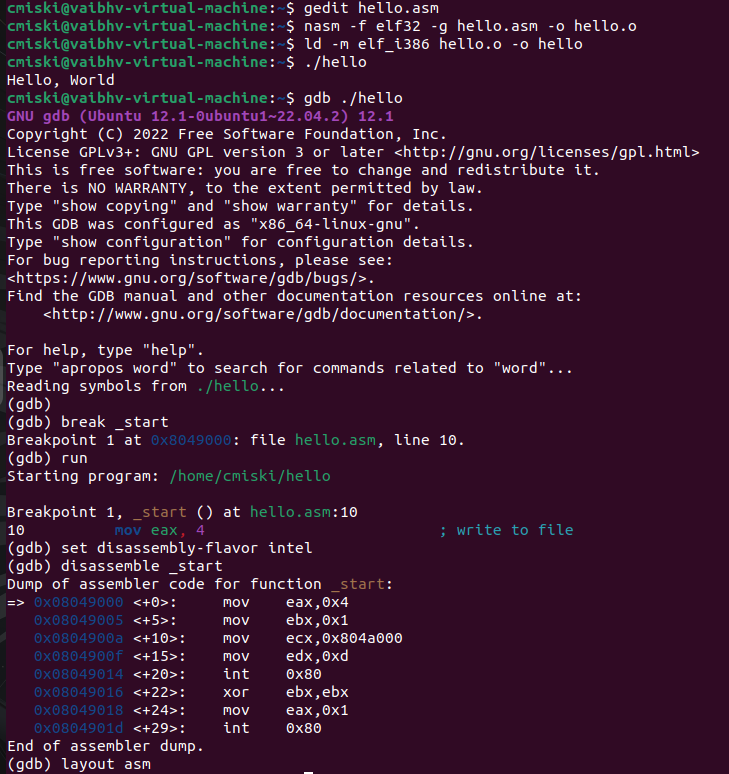 cmiski@vaibhv-virtual-machine:~$ gedit hello.asm
cmiski@vaibhv-virtual-machine:~$ nasm -f elf32 -g hello.asm -o hello.o
cmiski@vaibhv-virtual-machine:~$ ld -m elf_i386 hello.o -o hello
cmiski@vaibhv-virtual-machine:~$ ./hello
Hello, World
cmiski@vaibhv-virtual-machine:~$ gdb ./hello
GNU gdb (Ubuntu 12.1-0ubuntu1~22.04.2) 12.1
Copyright (C) 2022 Free Software Foundation, Inc.
License GPLv3+: GNU GPL version 3 or later <http://gnu.org/licenses/gpl.html>
This is free software: you are free to change and redistribute it.
There is NO WARRANTY, to the extent permitted by law.
Type "show copying" and "show warranty" for details.
This GDB was configured as "x86_64-linux-gnu".
Type "show configuration" for configuration details.
For bug reporting instructions, please see:
<https://www.gnu.org/software/gdb/bugs/>.
Find the GDB manual and other documentation resources online at:
    <http://www.gnu.org/software/gdb/documentation/>.

For help, type "help".
Type "apropos word" to search for commands related to "word"...
Reading symbols from ./hello...
(gdb)
(gdb) break _start
Breakpoint 1 at 0x8049000: file hello.asm, line 10.
(gdb) run
Starting program: /home/cmiski/hello

Breakpoint 1, _start () at hello.asm:10
10          mov eax, 4                          ; write to file
(gdb) set disassembly-flavor intel
(gdb) disassemble _start
Dump of assembler code for function _start:
=> 0x08049000 <+0>:     mov    eax,0x4
   0x08049005 <+5>:     mov    ebx,0x1
   0x0804900a <+10>:    mov    ecx,0x804a000
   0x0804900f <+15>:    mov    edx,0xd
   0x08049014 <+20>:    int    0x80
   0x08049016 <+22>:    xor    ebx,ebx
   0x08049018 <+24>:    mov    eax,0x1
   0x0804901d <+29>:    int    0x80
End of assembler dump.
(gdb) layout asm